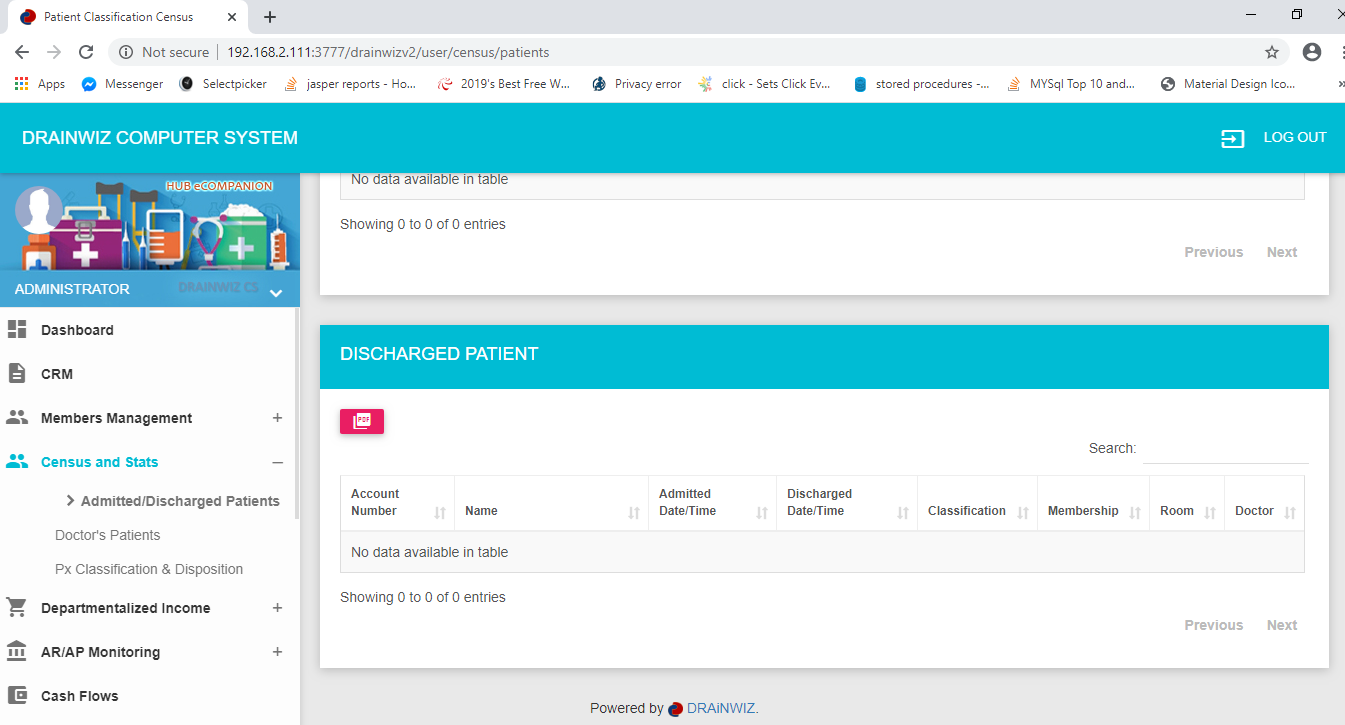 Patient Classification Census
Not secure | 192.168.2.111:3777/drainwizv2/user/census/patients
Apps Messenger Selectpicker jasper reports - Ho... 2019's Best Free W... Privacy error click - Sets Click Ev... stored procedures -... MYSql Top 10 and... Material Design Ico... »
DRAINWIZ COMPUTER SYSTEM
LOG OUT
HUB eCOMPANION
ADMINISTRATOR
DRAINWIZ CS
Dashboard
CRM
Members Management +
Census and Stats –
Admitted/Discharged Patients
Doctor's Patients
Px Classification & Disposition
Departmentalized Income +
AR/AP Monitoring +
Cash Flows
No data available in table
Showing 0 to 0 of 0 entries
Previous Next
DISCHARGED PATIENT
PDF
Search:
Account Number Name Admitted Date/Time Discharged Date/Time Classification Membership Room Doctor
No data available in table
Showing 0 to 0 of 0 entries
Previous Next
Powered by DRAiNWIZ.